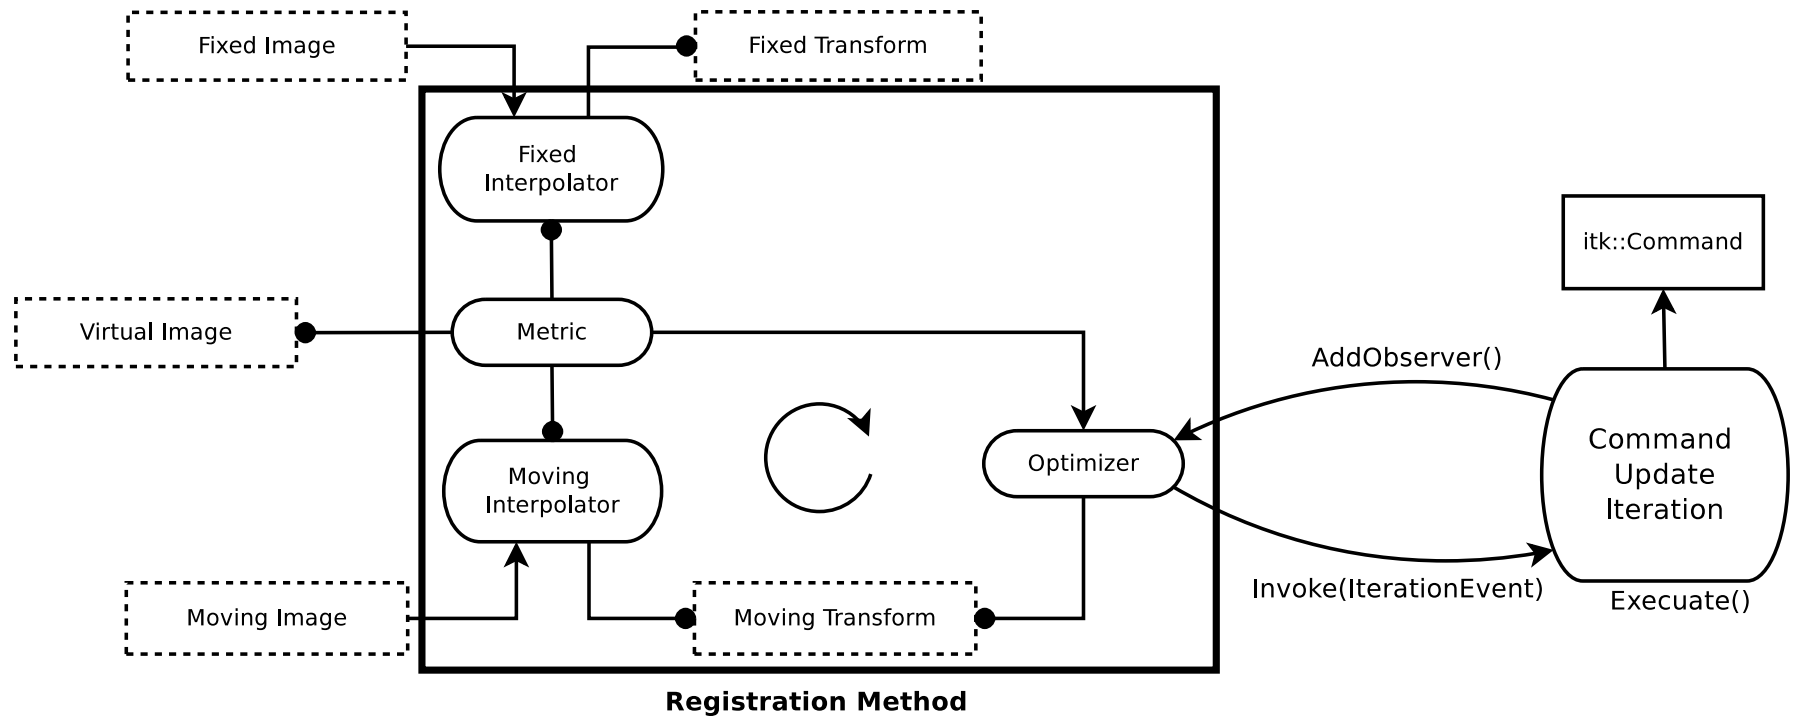 Fixed Image
Fixed Transform
Fixed
Interpolator
itk::Command
Virtual Image
Metric
AddObserver()
Command
Update
Iteration
Optimizer
Moving
Interpolator
Invoke(IterationEvent)
Execuate()
Moving Image
Moving Transform
Registration Method